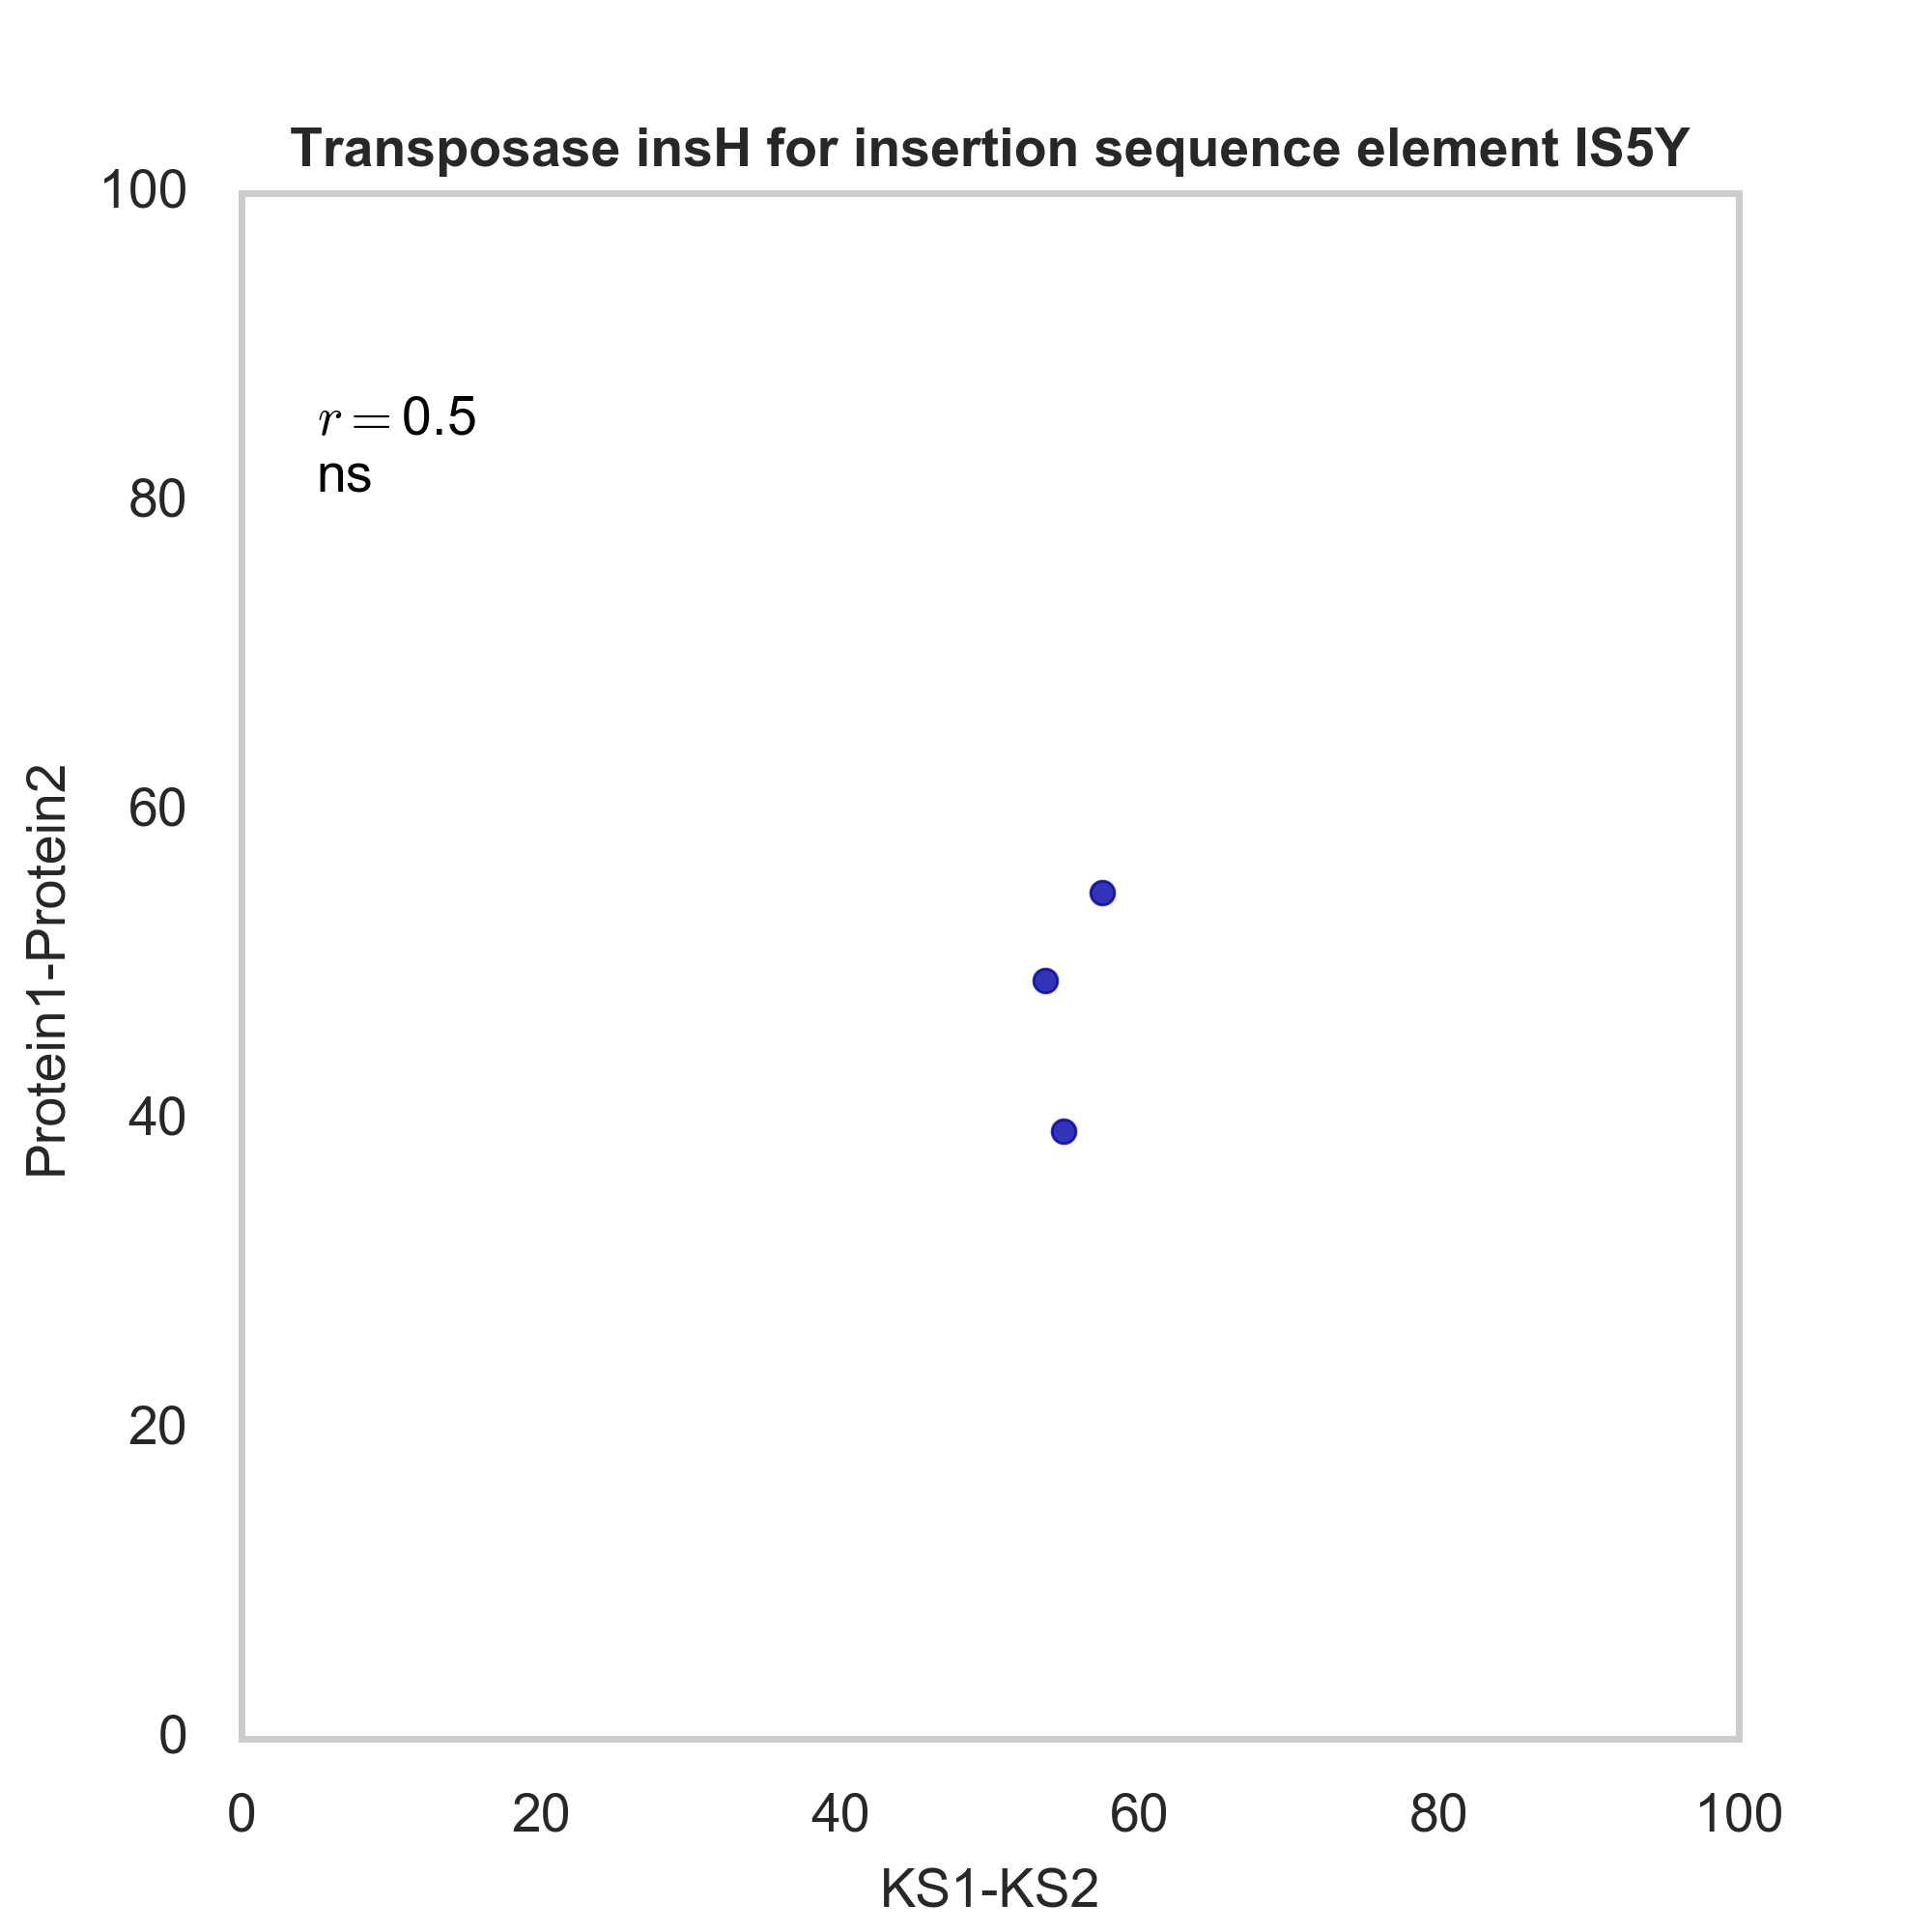 Transposase insH for insertion sequence element IS5Y
100
r = 0.5
ns
80
60
40
20
0
Protein1-Protein2
0 20 40 60 80 100
KS1-KS2